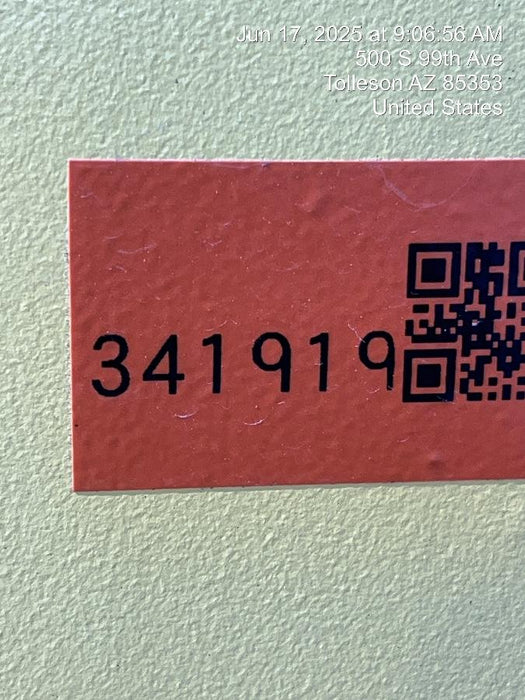 Jun 17, 2025 at 9:06:56 AM
500 S 99th Ave
Tolleson AZ 85353
United States
341919